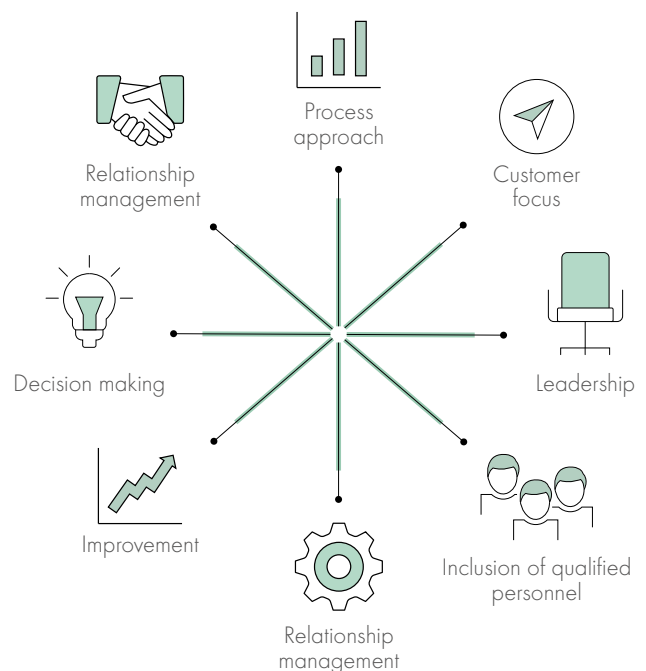 Process
approach
Customer
focus
Leadership
Inclusion of qualified
personnel
Relationship
management
Improvement
Decision making
Relationship
management